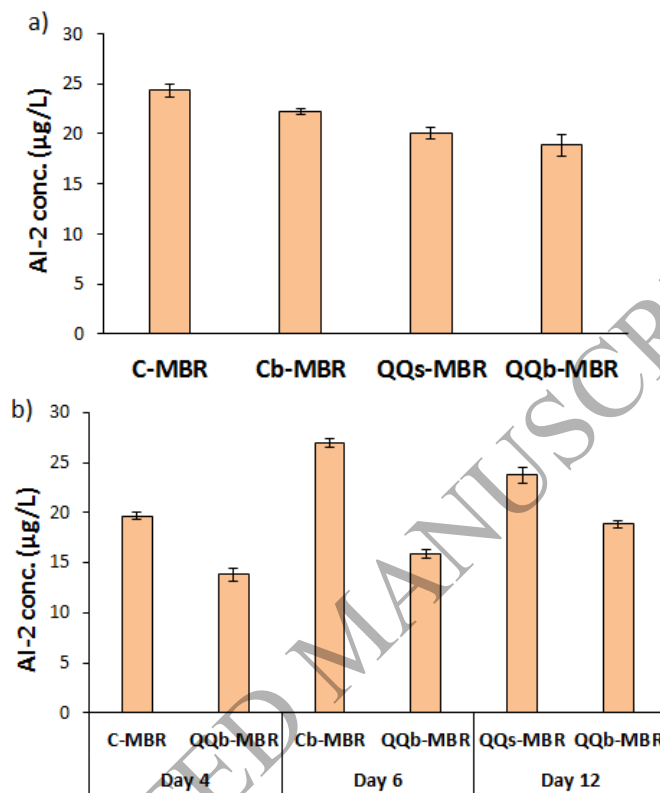 a)
30
25
20
15
10
5
0
AI-2 conc. (µg/L)
C-MBR Cb-MBR QQs-MBR QQb-MBR
b)
30
25
20
15
10
5
0
AI-2 conc. (µg/L)
C-MBR QQb-MBR Cb-MBR QQb-MBR QQs-MBR QQb-MBR
Day 4 Day 6 Day 12
TED MANUSCR